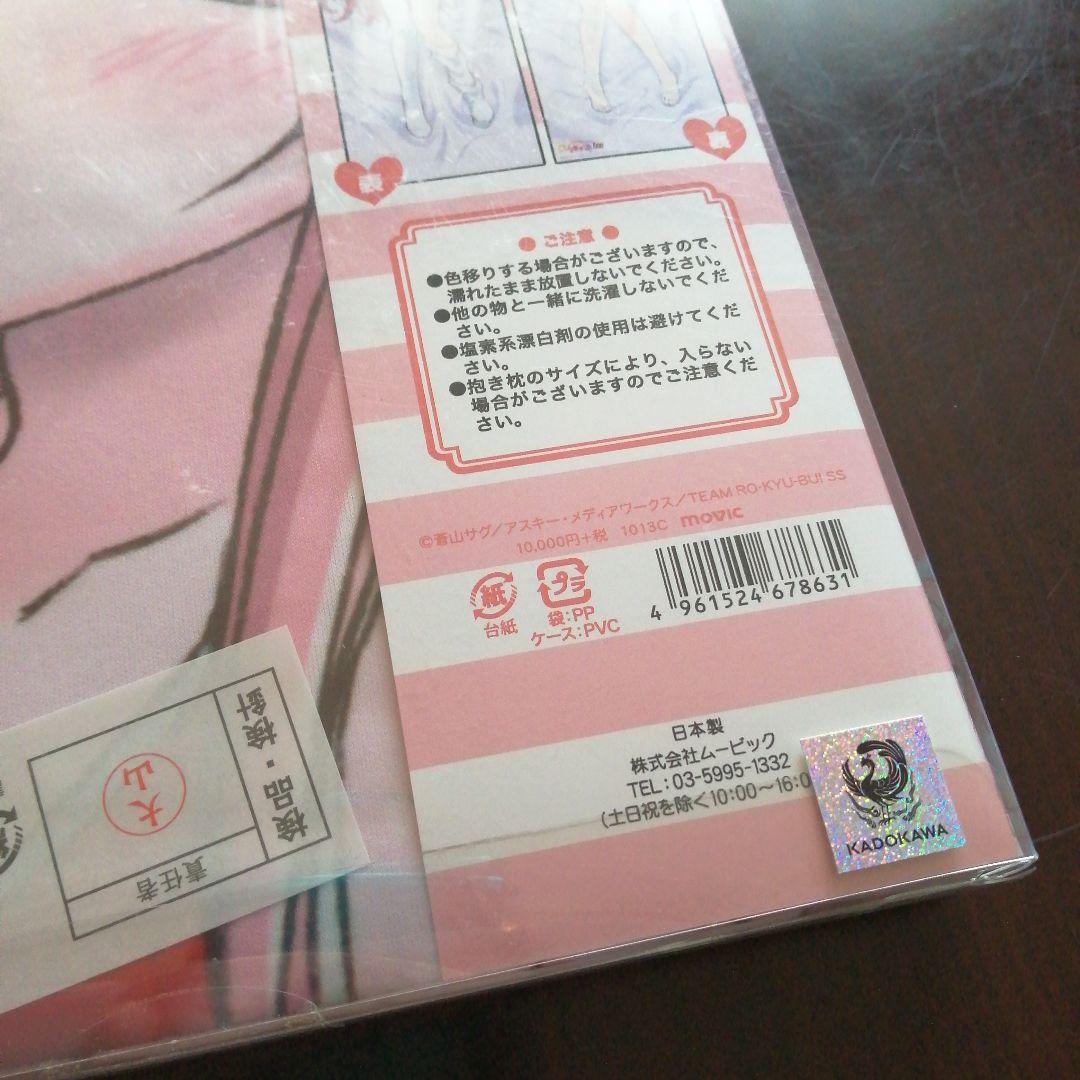 表
裏
● ご注意 ●
●色移りする場合がございますので、
濡れたまま放置しないでください。
●他の物と一緒に洗濯しないでくだ
さい。
●塩素系漂白剤の使用は避けてくだ
さい。
●抱き枕のサイズにより、入らない
場合がございますのでご注意くだ
さい。
©蒼山サグ/アスキー・メディアワークス/TEAM RO-KYU-BU! SS
10,000円+税 1013C movic
紙
台紙
プラ
袋:PP
ケース:PVC
4 961524 678631
日本製
株式会社ムービック
TEL:03-5995-1332
(土日祝を除く10:00~16:0
KADOKAWA
検品・検針
責任者
大山